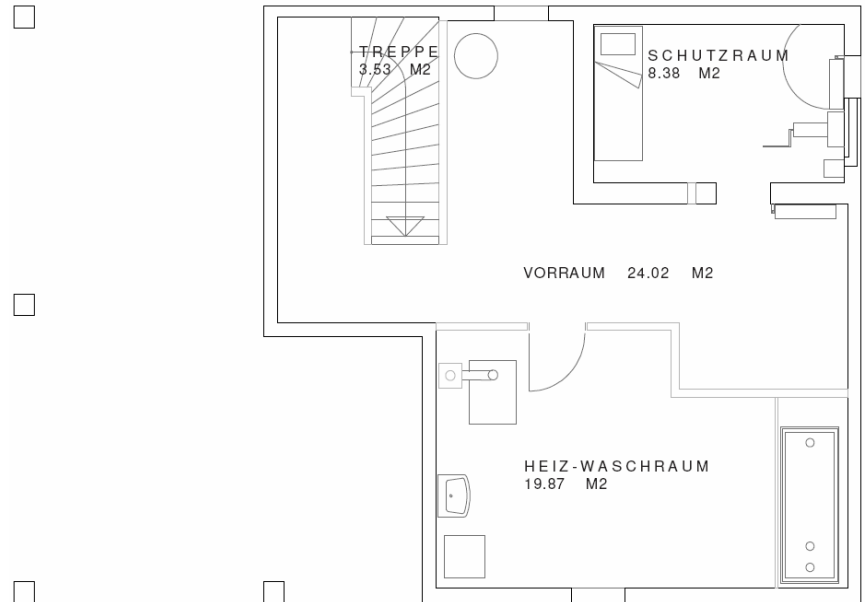 TREPPE
3.53 M2
SCHUTZRAUM
8.38 M2
VORRAUM 24.02 M2
HEIZ-WASCHRAUM
19.87 M2